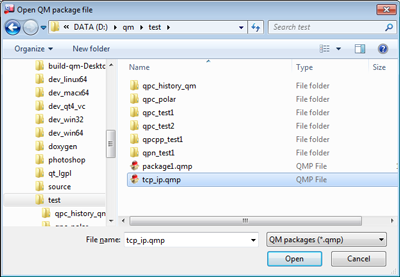 Open QM package file
DATA (D:) qm test
Search test
Organize New folder
build-qm-Deskto
dev_linux64
dev_macx64
dev_qt4_vc
dev_win32
dev_win64
doxygen
photoshop
qt_lgpl
source
test
qpc_history_qm
Name Type
qpc_history_qm File folder
qpc_polar File folder
qpc_test1 File folder
qpc_test2 File folder
qpcpp_test1 File folder
qpn_test1 File folder
package1.qmp QMP File
tcp_ip.qmp QMP File
File name: tcp_ip.qmp QM packages (*.qmp)
Open Cancel